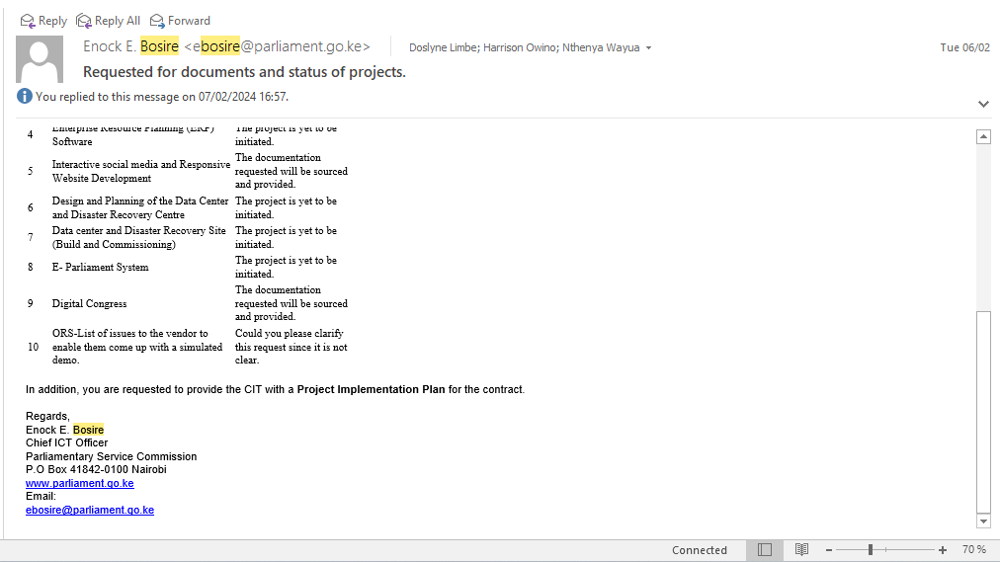 Reply Reply All Forward
Enock E. Bosire <ebosire@parliament.go.ke> Doslyne Limbe; Harrison Owino; Nthenya Wayua Tue 06/02
Requested for documents and status of projects.
You replied to this message on 07/02/2024 16:57.
4 Enterprise Resource Planning (ERP) The project is yet to be
Software initiated.
The documentation
5 Interactive social media and Responsive requested will be sourced
Website Development and provided.
6 Design and Planning of the Data Center The project is yet to be
and Disaster Recovery Centre initiated.
7 Data center and Disaster Recovery Site The project is yet to be
(Build and Commissioning) initiated.
8 E- Parliament System The project is yet to be
initiated.
The documentation
9 Digital Congress requested will be sourced
and provided.
ORS-List of issues to the vendor to Could you please clarify
10 enable them come up with a simulated this request since it is not
demo. clear.
In addition, you are requested to provide the CIT with a Project Implementation Plan for the contract.
Regards,
Enock E. Bosire
Chief ICT Officer
Parliamentary Service Commission
P.O Box 41842-0100 Nairobi
www.parliament.go.ke
Email:
ebosire@parliament.go.ke
Connected 70 %